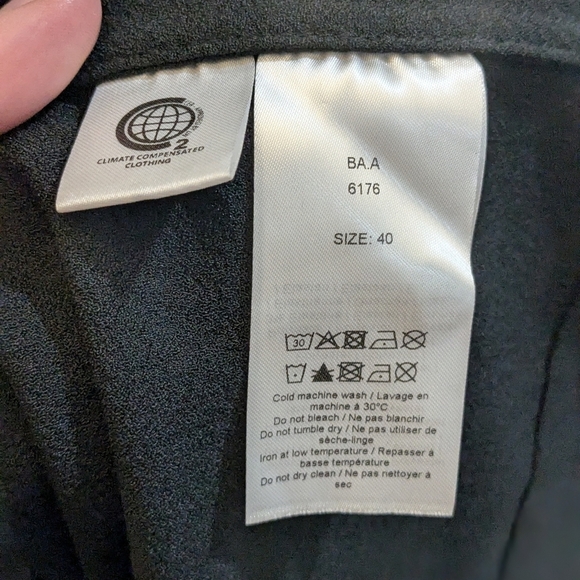 2
CLIMATE COMPENSATED
CLOTHING
BA.A
6176
SIZE: 40
30
Cold machine wash / Lavage en
machine à 30°C
Do not bleach / Ne pas blanchir
Do not tumble dry / Ne pas utiliser de
sèche-linge
Iron at low temperature / Repasser à
basse température
Do not dry clean / Ne pas nettoyer à
sec